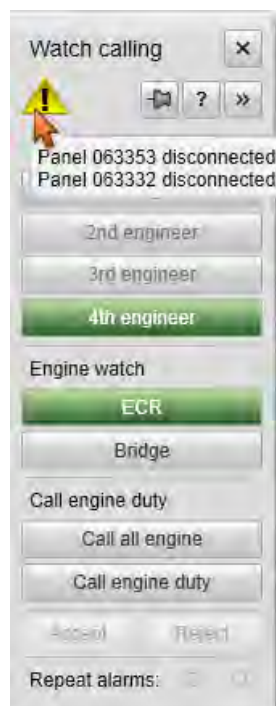 Watch calling
? »
Panel 063353 disconnected
Panel 063332 disconnected
2nd engineer
3rd engineer
4th engineer
Engine watch
ECR
Bridge
Call engine duty
Call all engine
Call engine duty
Accept Reject
Repeat alarms: